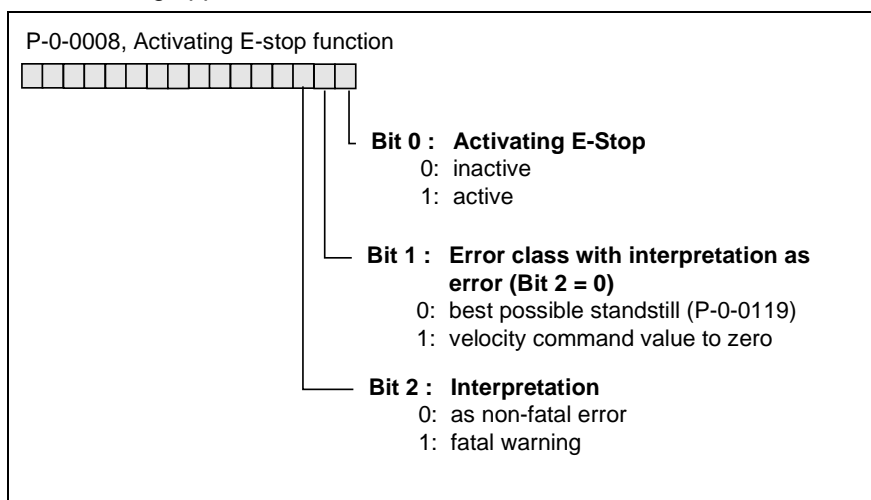 P-0-0008, Activating E-stop function
Bit 0 : Activating E-Stop
0: inactive
1: active
Bit 1 : Error class with interpretation as
error (Bit 2 = 0)
0: best possible standstill (P-0-0119)
1: velocity command value to zero
Bit 2 : Interpretation
0: as non-fatal error
1: fatal warning